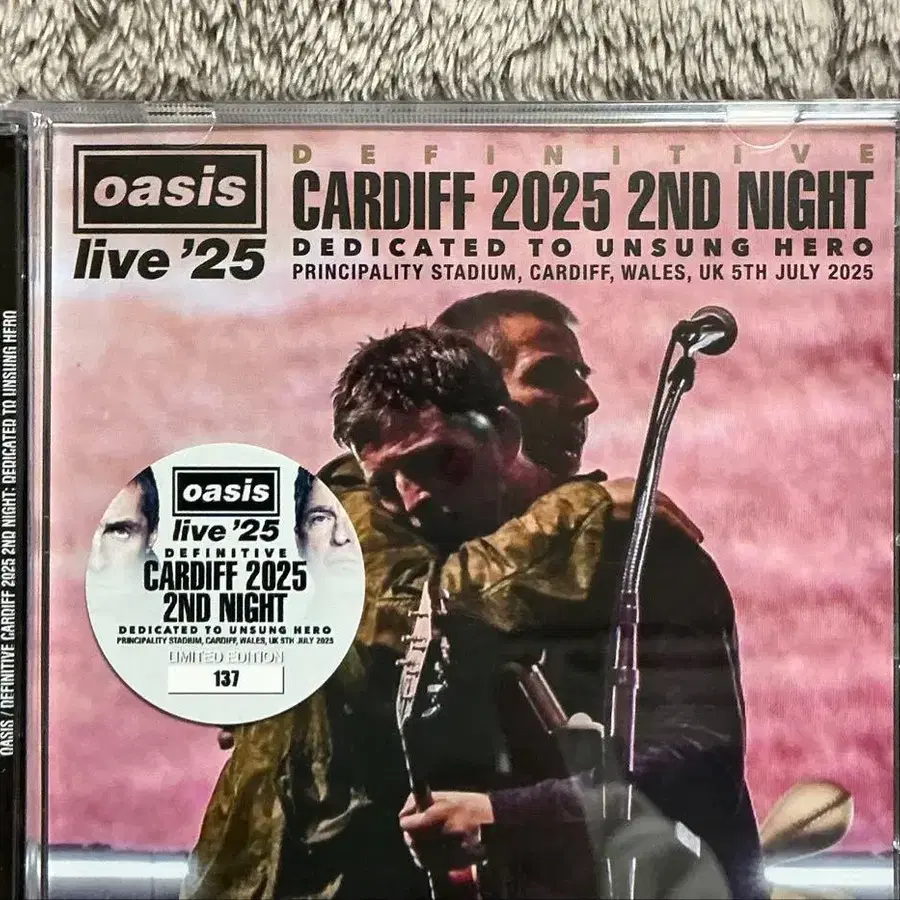 oasis
live '25
DEFINITIVE
CARDIFF 2025 2ND NIGHT
DEDICATED TO UNSUNG HERO
PRINCIPALITY STADIUM, CARDIFF, WALES, UK 5TH JULY 2025
OASIS / DEFINITIVE CARDIFF 2025 2ND NIGHT: DEDICATED TO UNSUNG HERO
oasis
live '25
DEFINITIVE
CARDIFF 2025
2ND NIGHT
DEDICATED TO UNSUNG HERO
PRINCIPALITY STADIUM, CARDIFF, WALES, UK 5TH JULY 2025
LIMITED EDITION
137